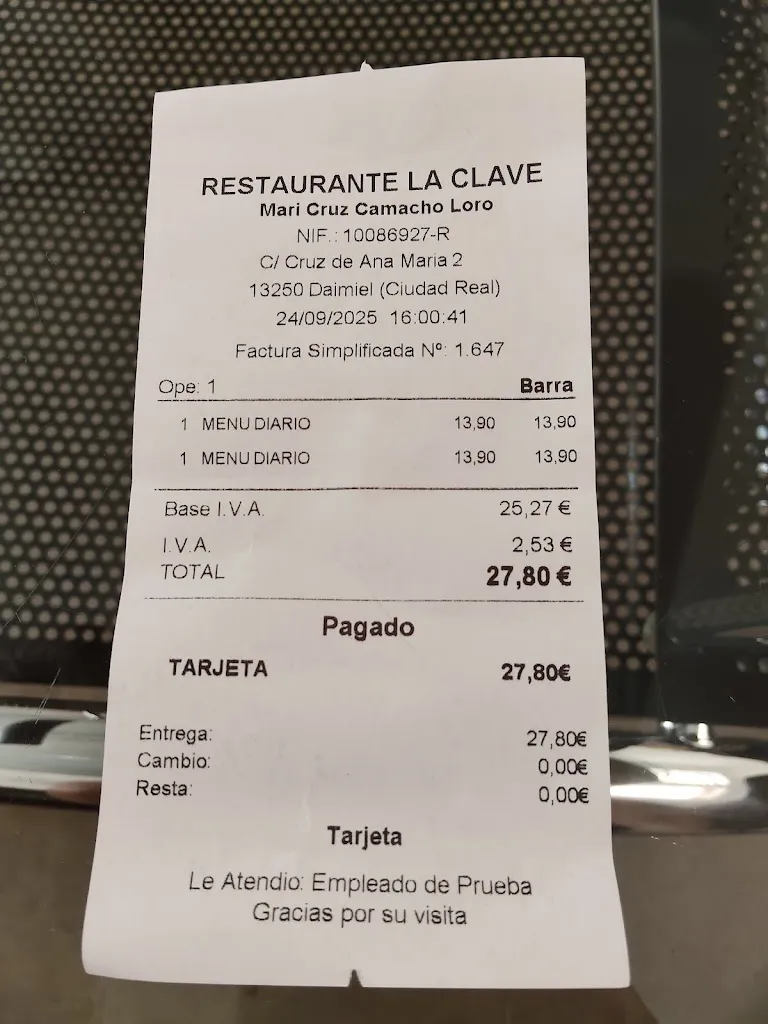 RESTAURANTE LA CLAVE
Mari Cruz Camacho Loro
NIF.: 10086927-R
C/ Cruz de Ana Maria 2
13250 Daimiel (Ciudad Real)
24/09/2025 16:00:41
Factura Simplificada Nº: 1.647
Ope: 1 Barra
1 MENU DIARIO 13,90 13,90
1 MENU DIARIO 13,90 13,90
Base I.V.A. 25,27 €
I.V.A. 2,53 €
TOTAL 27,80 €
Pagado
TARJETA 27,80€
Entrega: 27,80€
Cambio: 0,00€
Resta: 0,00€
Tarjeta
Le Atendio: Empleado de Prueba
Gracias por su visita